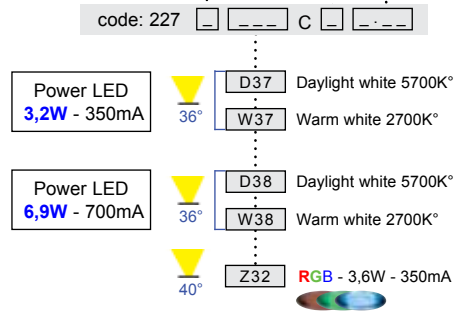 code: 227 _ _ _ _ C _ _ . _ _
Power LED
3,2W - 350mA
36°
D37 Daylight white 5700K°
W37 Warm white 2700K°
Power LED
6,9W - 700mA
36°
D38 Daylight white 5700K°
W38 Warm white 2700K°
40°
Z32 RGB - 3,6W - 350mA